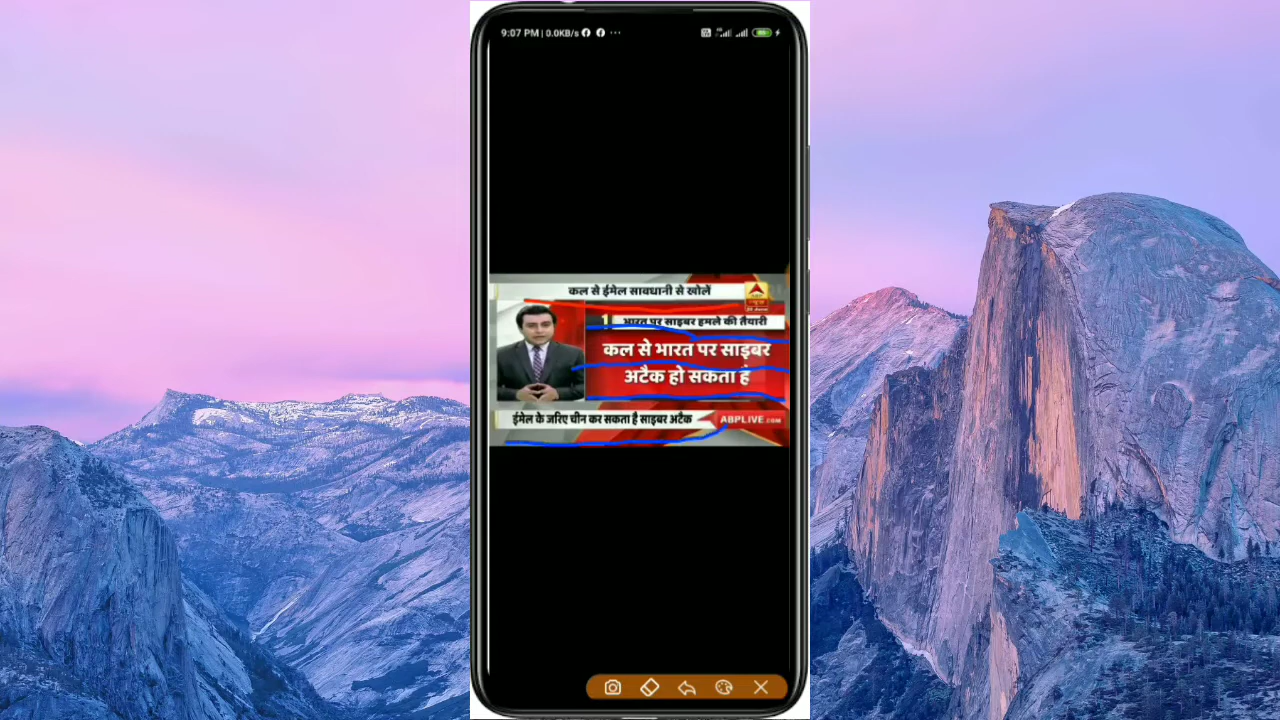 9:07 PM | 0.0KB/s
कल से ईमेल सावधानी से खोलें
1 भारत पर साइबर हमले की तैयारी
कल से भारत पर साइबर
अटैक हो सकता है
ईमेल के जरिए चीन कर सकता है साइबर अटैक
ABPLIVE.COM